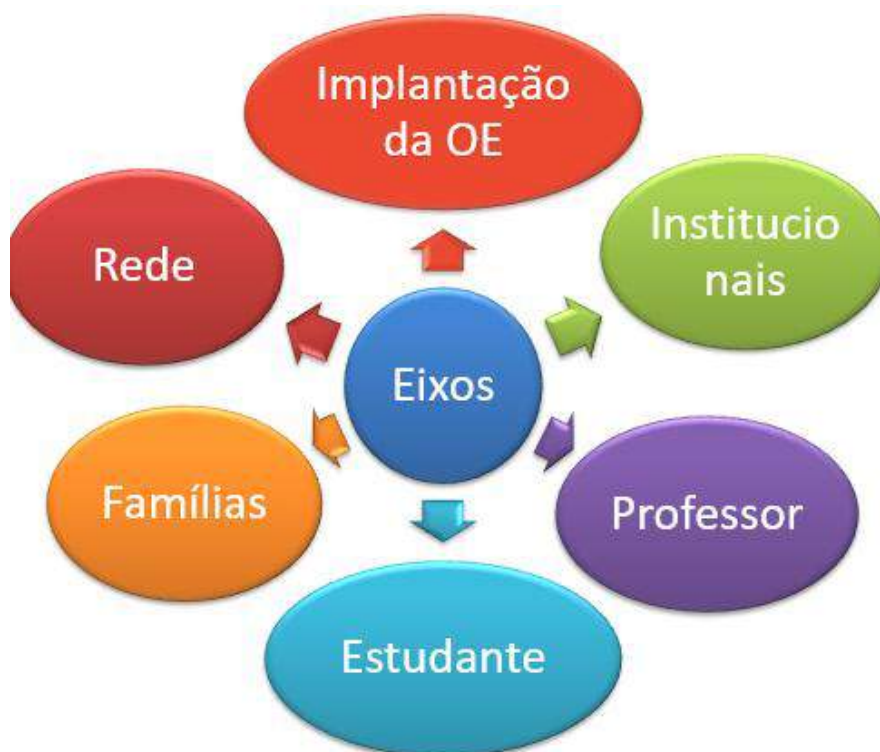 Implantação
da OE
Rede
Institucio
nais
Eixos
Famílias
Professor
Estudante